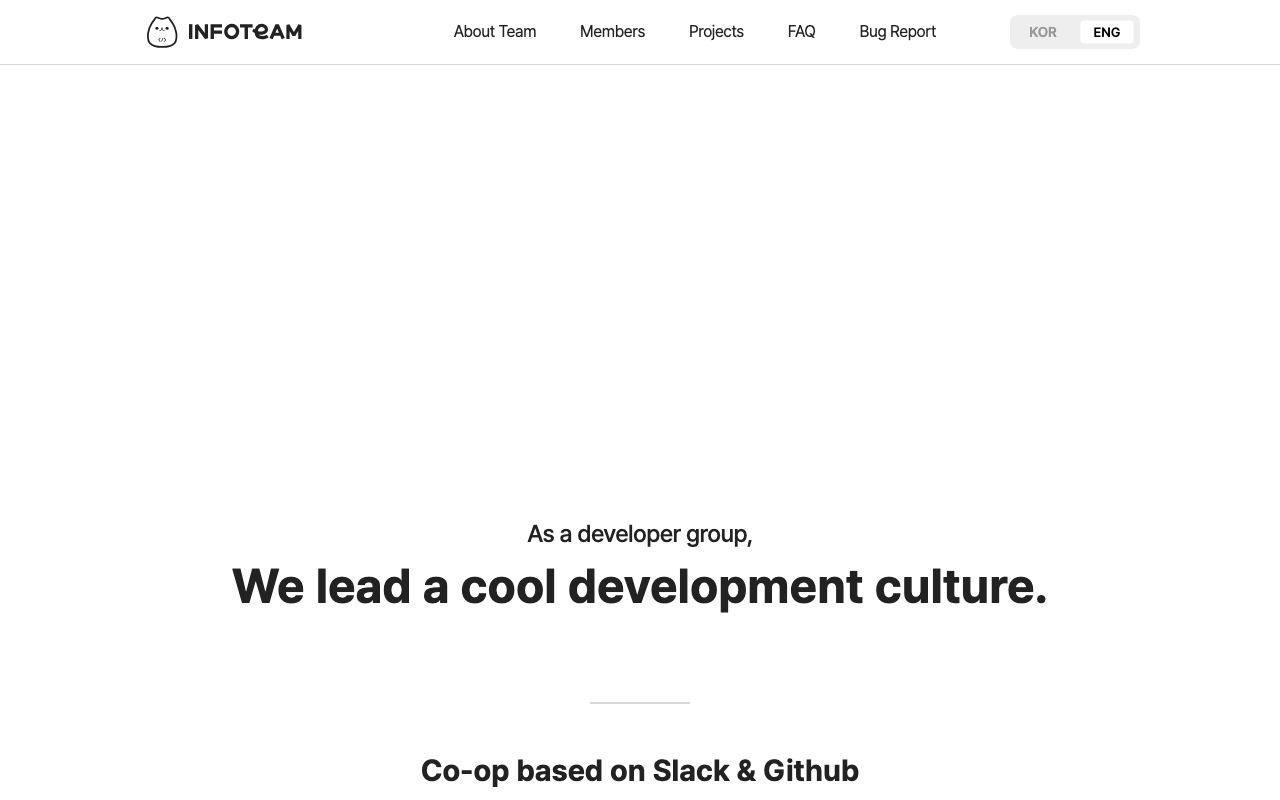 INFOTEAM
About Team
Members
Projects
FAQ
Bug Report
KOR
ENG
As a developer group,
We lead a cool development culture.
Co-op based on Slack & Github